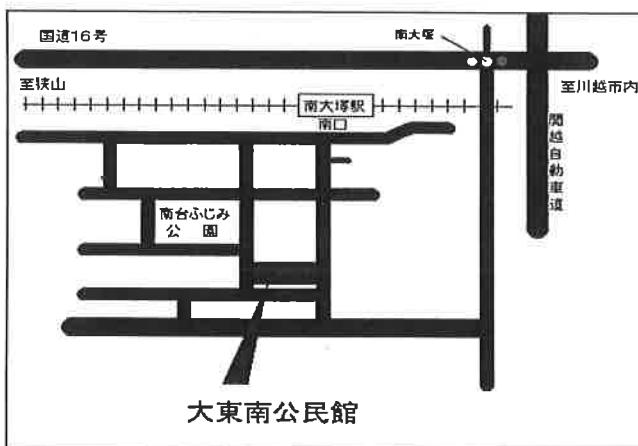 国道16号
南大塚
至狭山
至川越市内
南大塚駅
南口
関越自動車道
南台ふじみ
公園
大東南公民館